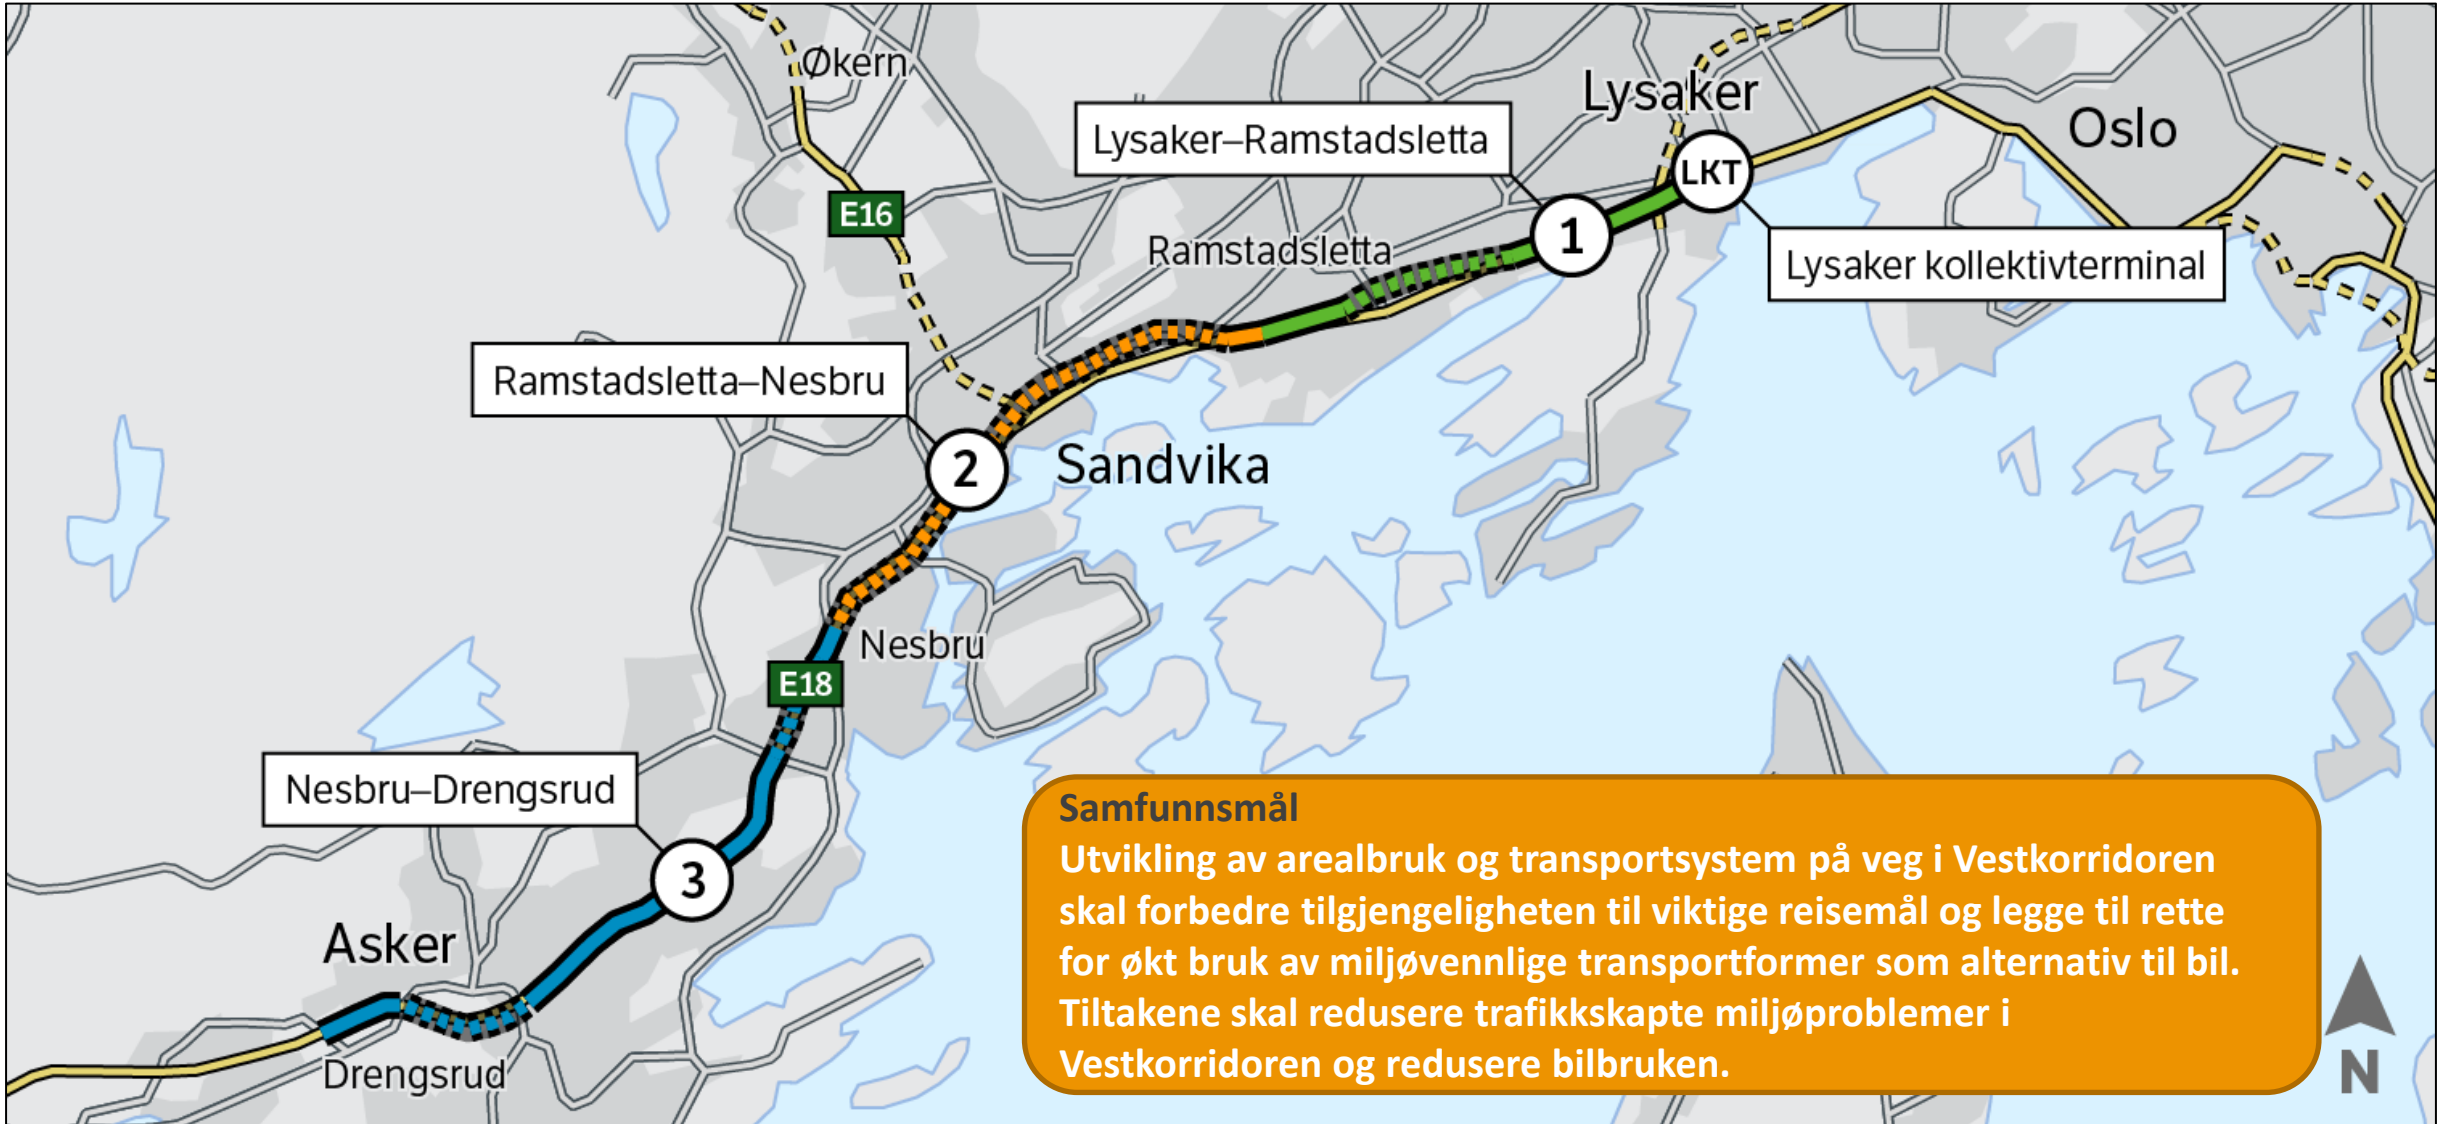 Økern
Lysaker
Oslo
Lysaker–Ramstadsletta
LKT
E16
1
Ramstadsletta
Lysaker kollektivterminal
Ramstadsletta–Nesbru
2
Sandvika
Nesbru
E18
Nesbru–Drengsrud
3
Asker
Drengsrud
Samfunnsmål
Utvikling av arealbruk og transportsystem på veg i Vestkorridoren
skal forbedre tilgjengeligheten til viktige reisemål og legge til rette
for økt bruk av miljøvennlige transportformer som alternativ til bil.
Tiltakene skal redusere trafikkskapte miljøproblemer i
Vestkorridoren og redusere bilbruken.
N